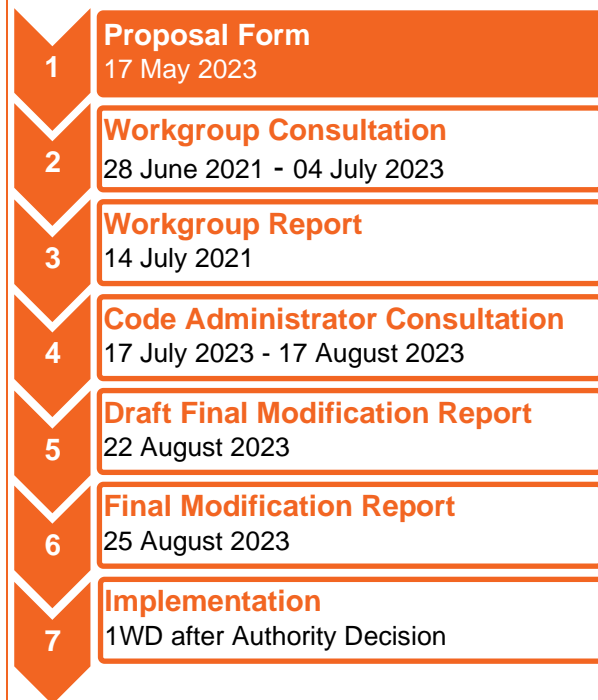 1
Proposal Form
17 May 2023
2
Workgroup Consultation
28 June 2021 - 04 July 2023
3
Workgroup Report
14 July 2021
4
Code Administrator Consultation
17 July 2023 - 17 August 2023
5
Draft Final Modification Report
22 August 2023
6
Final Modification Report
25 August 2023
7
Implementation
1WD after Authority Decision